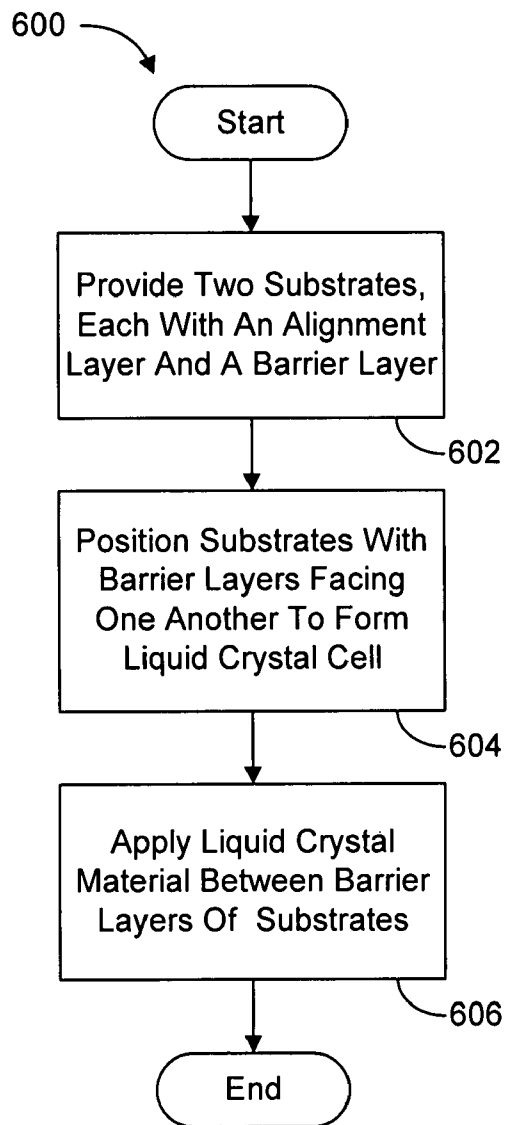 600
Start
Provide Two Substrates,
Each With An Alignment
Layer And A Barrier Layer
602
Position Substrates With
Barrier Layers Facing
One Another To Form
Liquid Crystal Cell
604
Apply Liquid Crystal
Material Between Barrier
Layers Of Substrates
606
End